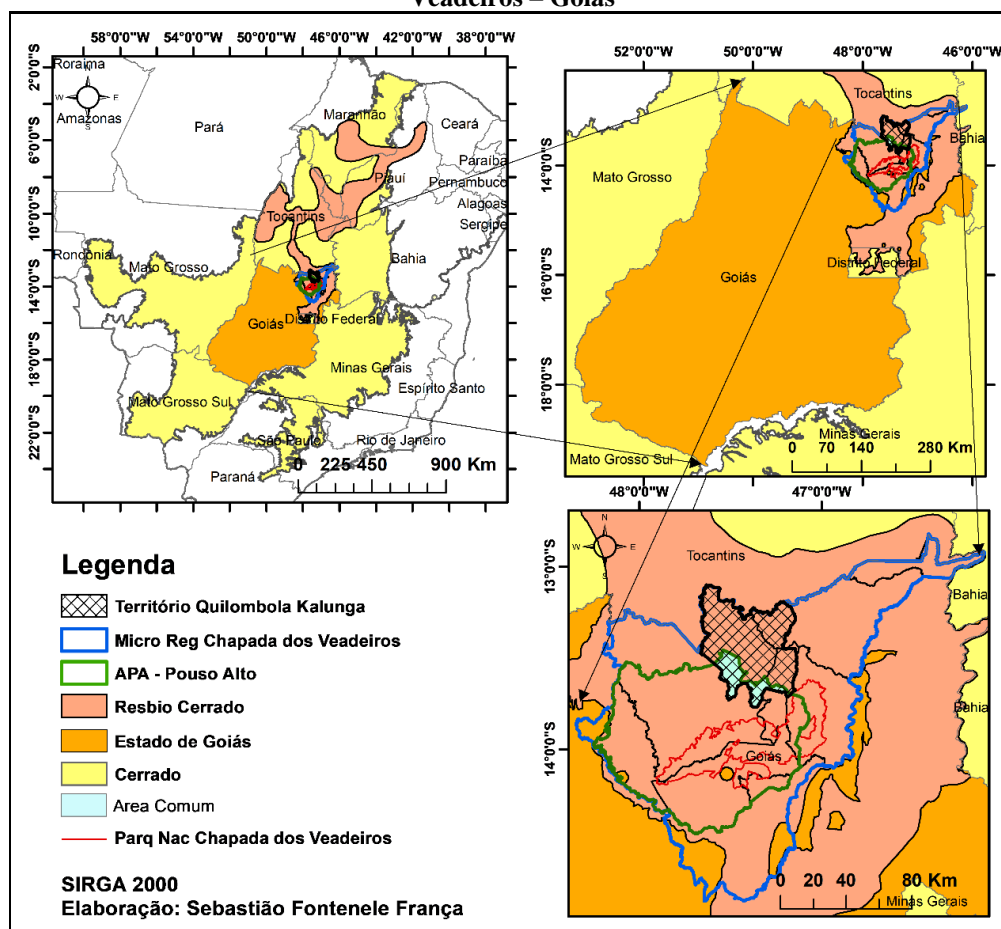 Veadeiros – Goiás
58°0'0"W 54°0'0"W 50°0'0"W 46°0'0"W 42°0'0"W
2°0'0"S
6°0'0"S
10°0'0"S
14°0'0"S
18°0'0"S
22°0'0"S
Roraima
N
W E
S
Amazonas
Pará
Maranhão
Ceará
Paraíba
Piauí
Pernambuco
Alagoas
Tocantins
Sergipe
Rondônia
Mato Grosso
Bahia
Goiás
Distrito Federal
Minas Gerais
Espírito Santo
Mato Grosso Sul
São Paulo
Rio de Janeiro
Paraná
0 225 450 900 Km
52°0'0"W 50°0'0"W 48°0'0"W 46°0'0"W
14°0'0"S
16°0'0"S
18°0'0"S
Tocantins
Bahia
Mato Grosso
Distrito Federal
Goiás
Minas Gerais
Mato Grosso Sul
0 70 140 280 Km
48°0'0"W 47°0'0"W
13°0'0"S
14°0'0"S
N
W E
S
Tocantins
Bahia
Bahia
Goiás
0 20 40 80 Km
Minas Gerais
Legenda
Território Quilombola Kalunga
Micro Reg Chapada dos Veadeiros
APA - Pouso Alto
Resbio Cerrado
Estado de Goiás
Cerrado
Area Comum
Parq Nac Chapada dos Veadeiros
SIRGA 2000
Elaboração: Sebastião Fontenele França